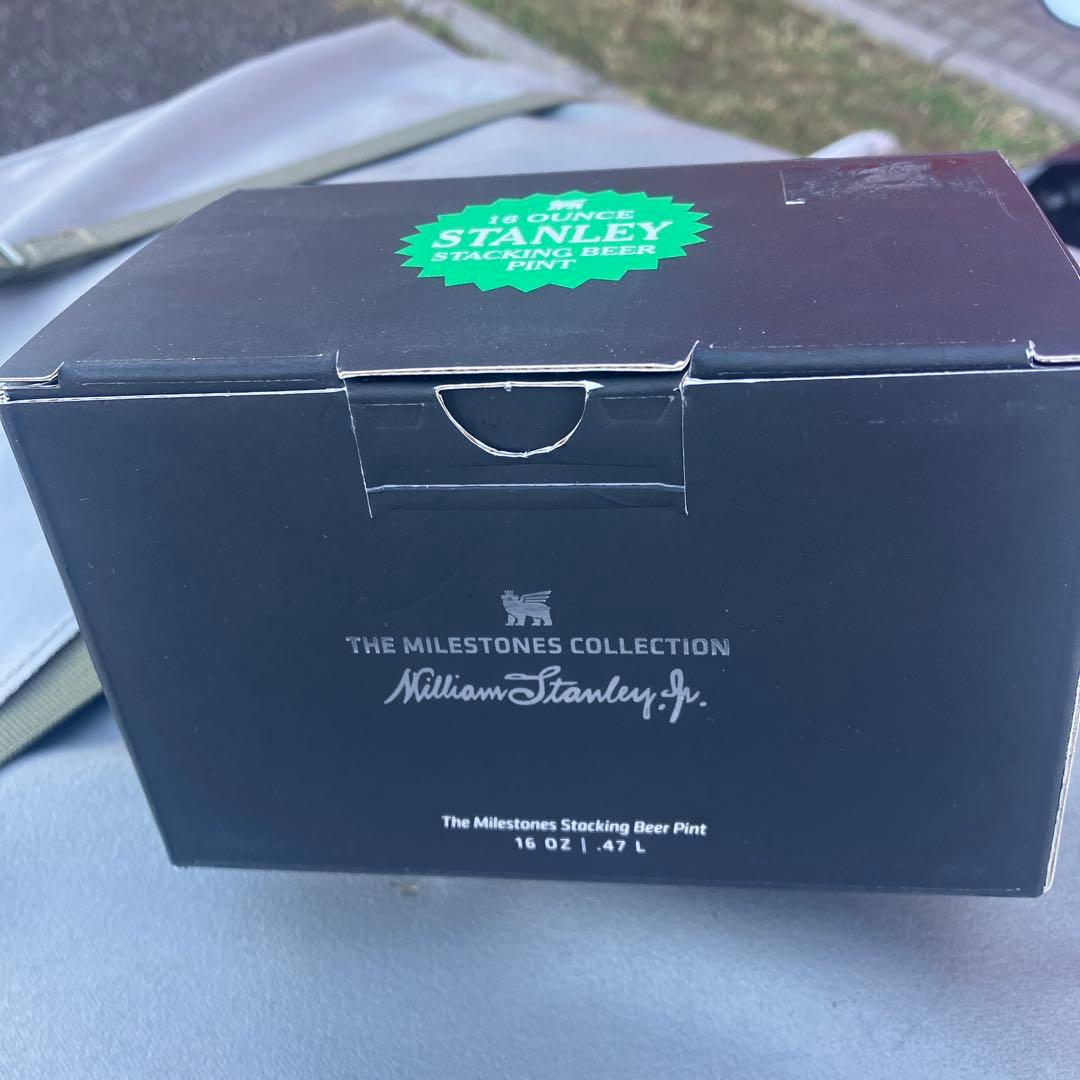 16 OUNCE
STANLEY
STACKING BEER
PINT
THE MILESTONES COLLECTION
William Stanley, Jr.
The Milestones Stacking Beer Pint
16 OZ | .47 L